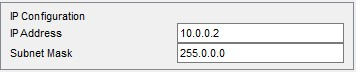 IP Configuration
IP Address 10.0.0.2
Subnet Mask 255.0.0.0